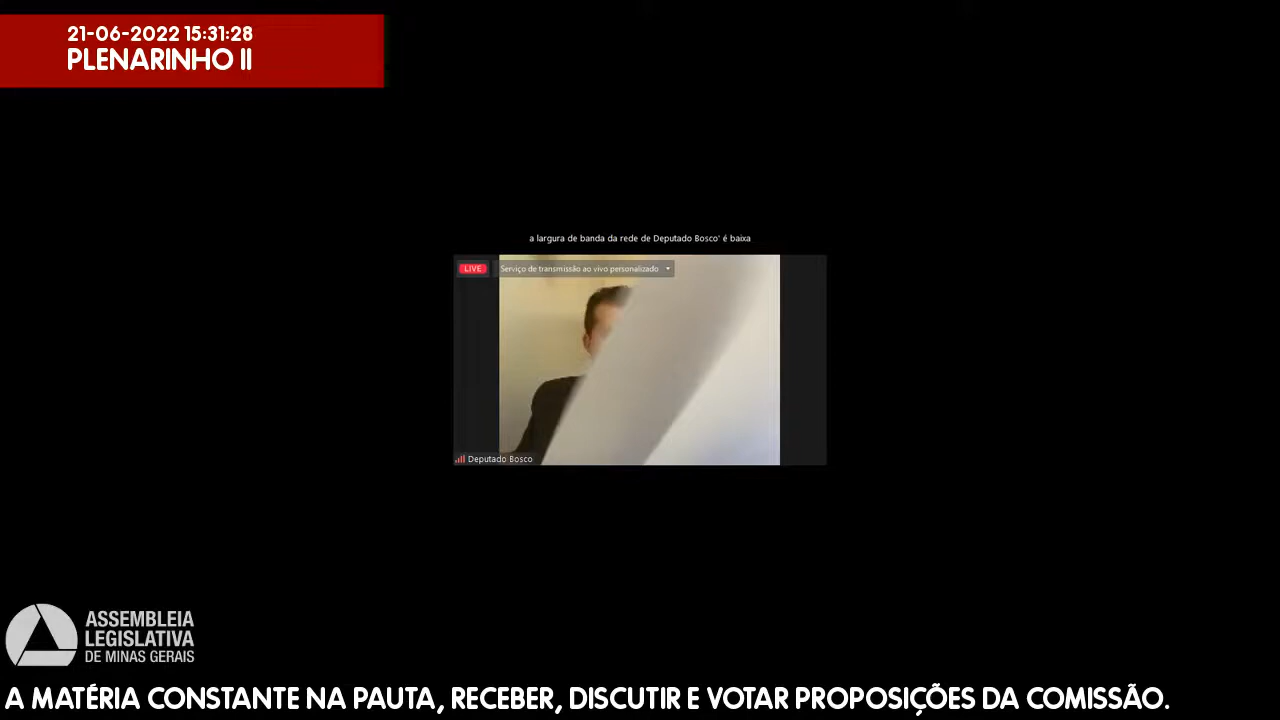 21-06-2022 15:31:28
PLENARINHO II
a largura de banda da rede de Deputado Bosco' é baixa
LIVE
Serviço de transmissão ao vivo personalizado
Deputado Bosco
ASSEMBLEIA
LEGISLATIVA
DE MINAS GERAIS
A MATÉRIA CONSTANTE NA PAUTA, RECEBER, DISCUTIR E VOTAR PROPOSIÇÕES DA COMISSÃO.